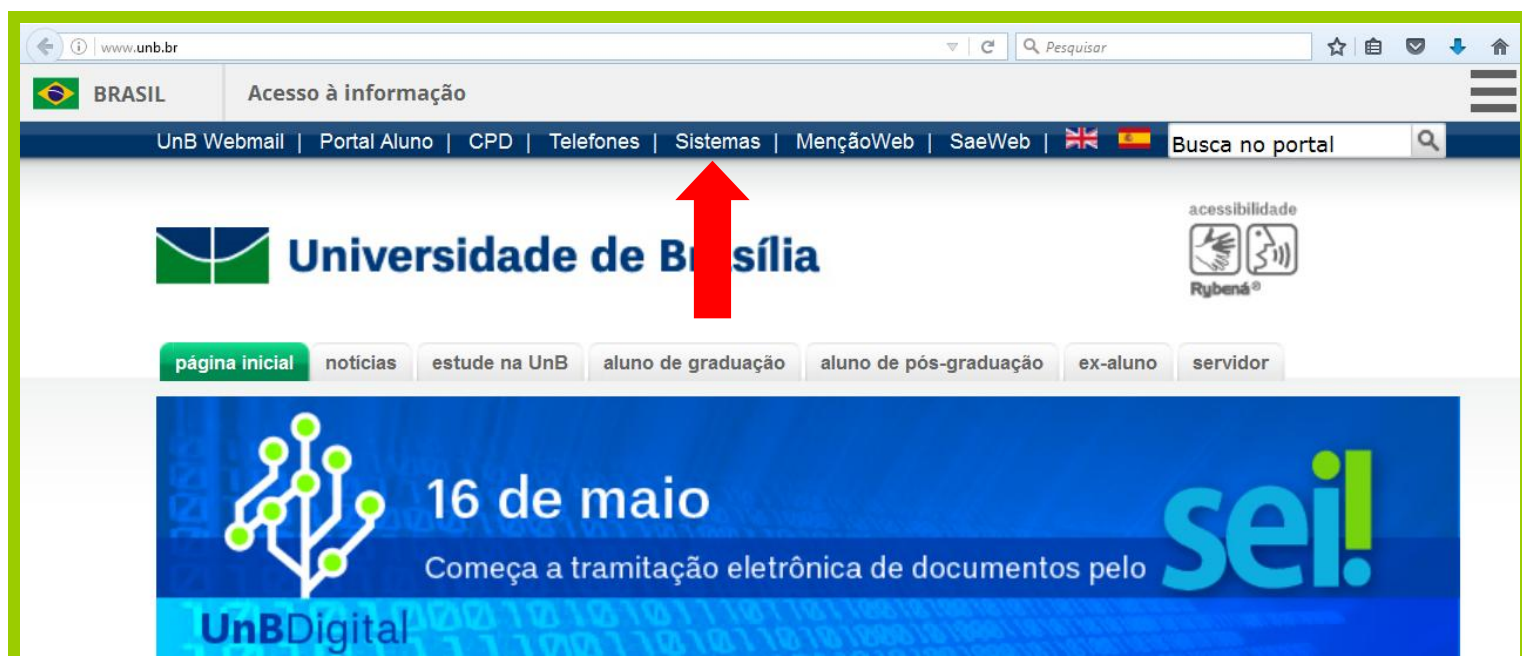 www.unb.br
Pesquisar
BRASIL
Acesso à informação
UnB Webmail | Portal Aluno | CPD | Telefones | Sistemas | MençãoWeb | SaeWeb |
Busca no portal
acessibilidade
Universidade de Brasília
Rybená®
página inicial
notícias
estude na UnB
aluno de graduação
aluno de pós-graduação
ex-aluno
servidor
16 de maio
Começa a tramitação eletrônica de documentos pelo
sei!
UnBDigital